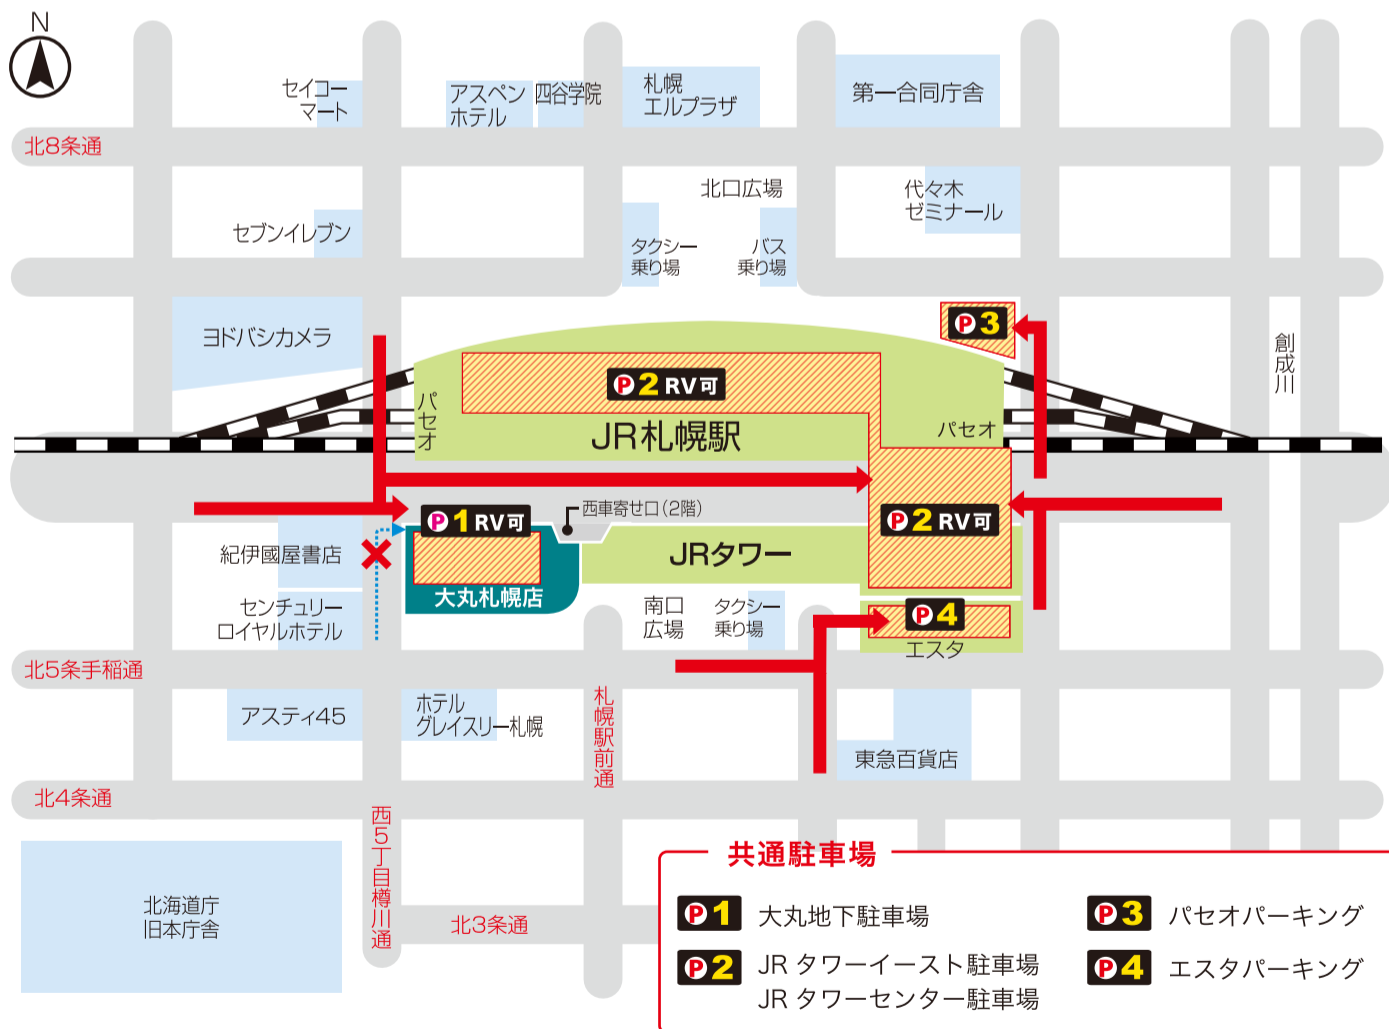 N
セイコー
マート
アスペン
ホテル
四谷学院
札幌
エルプラザ
第一合同庁舎
北8条通
北口広場
代々木
ゼミナール
セブンイレブン
タクシー
乗り場
バス
乗り場
ヨドバシカメラ
P3
創成川
P2 RV可
パセオ
JR札幌駅
パセオ
西車寄せ口(2階)
P1 RV可
P2 RV可
紀伊國屋書店
JRタワー
大丸札幌店
センチュリー
ロイヤルホテル
南口
広場
タクシー
乗り場
P4
エスタ
北5条手稲通
アスティ45
ホテル
グレイスリー札幌
札幌駅前通
東急百貨店
北4条通
西5丁目樽川通
北海道庁
旧本庁舎
北3条通
共通駐車場
P1 大丸地下駐車場
P2 JRタワーイースト駐車場
JRタワーセンター駐車場
P3 パセオパーキング
P4 エスタパーキング